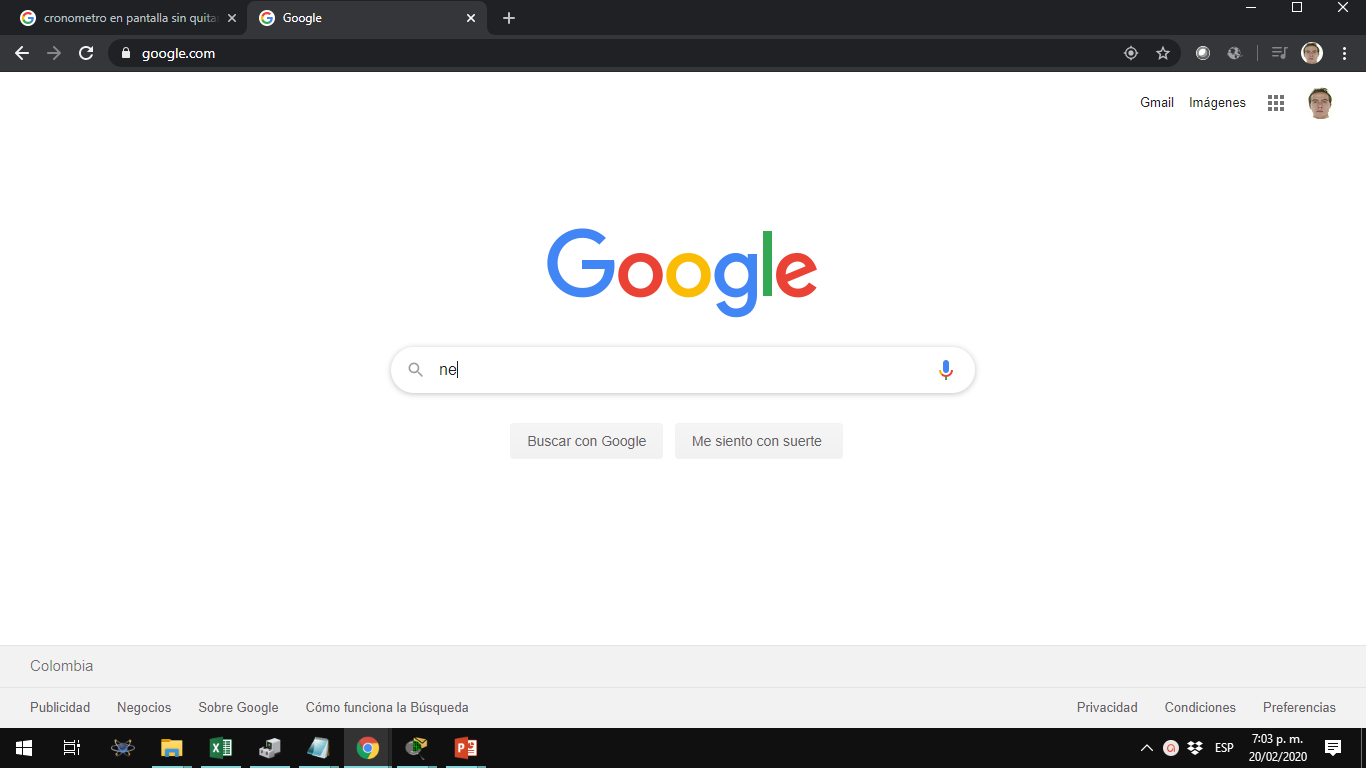 cronometro en pantalla sin quita
Google
google.com
Gmail
Imágenes
Google
ne
Buscar con Google
Me siento con suerte
Colombia
Publicidad
Negocios
Sobre Google
Cómo funciona la Búsqueda
Privacidad
Condiciones
Preferencias
ESP
7:03 p. m.
20/02/2020